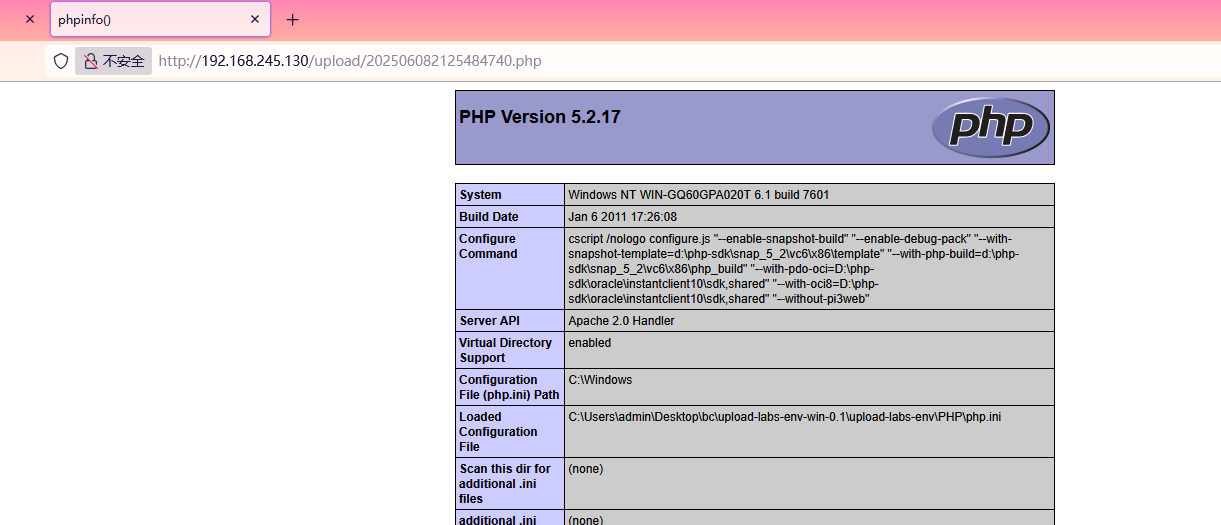 phpinfo()
不安全 http://192.168.245.130/upload/202506082125484740.php
PHP Version 5.2.17
php
System Windows NT WIN-GQ60GPA020T 6.1 build 7601
Build Date Jan 6 2011 17:26:08
Configure Command cscript /nologo configure.js "--enable-snapshot-build" "--enable-debug-pack" "--with-
snapshot-template=d:\php-sdk\snap_5_2\vc6\x86\template" "--with-php-build=d:\php-
sdk\snap_5_2\vc6\x86\php_build" "--with-pdo-oci=D:\php-
sdk\oracle\instantclient10\sdk,shared" "--with-oci8=D:\php-
sdk\oracle\instantclient10\sdk,shared" "--without-pi3web"
Server API Apache 2.0 Handler
Virtual Directory
Support
enabled
Configuration
File (php.ini) Path
C:\Windows
Loaded
Configuration
File
C:\Users\admin\Desktop\bc\upload-labs-env-win-0.1\upload-labs-env\PHP\php.ini
Scan this dir for
additional .ini
files
(none)
additional .ini (none)